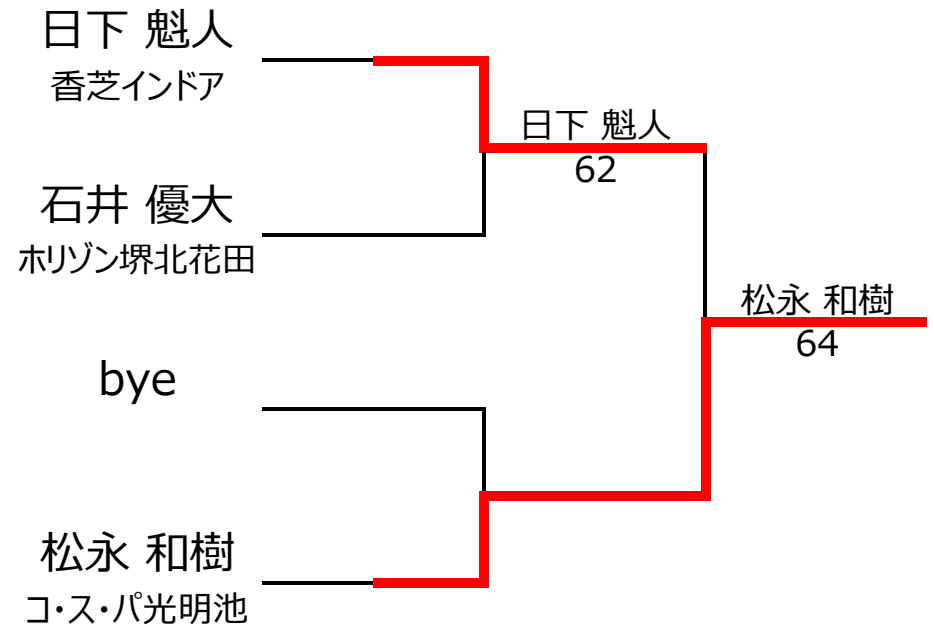 日下 魁人
香芝インドア
石井 優大
ホリゾン堺北花田
bye
松永 和樹
コ・ス・パ光明池
日下 魁人
62
松永 和樹
64